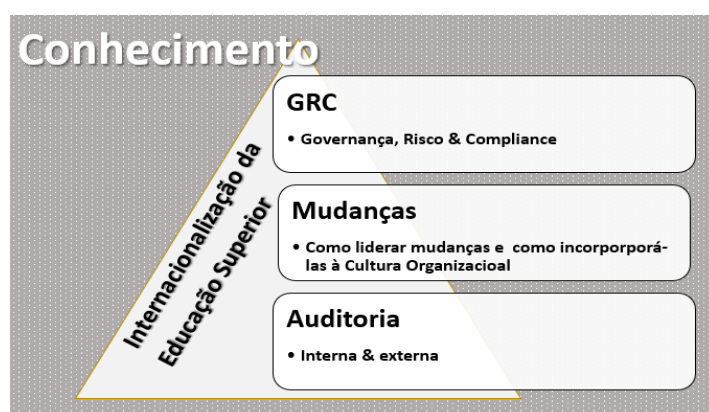 Conhecimento
Internacionalização da
Educação Superior
GRC
• Governança, Risco & Compliance
Mudanças
• Como liderar mudanças e como incorporporá-
las à Cultura Organizacioal
Auditoria
• Interna & externa